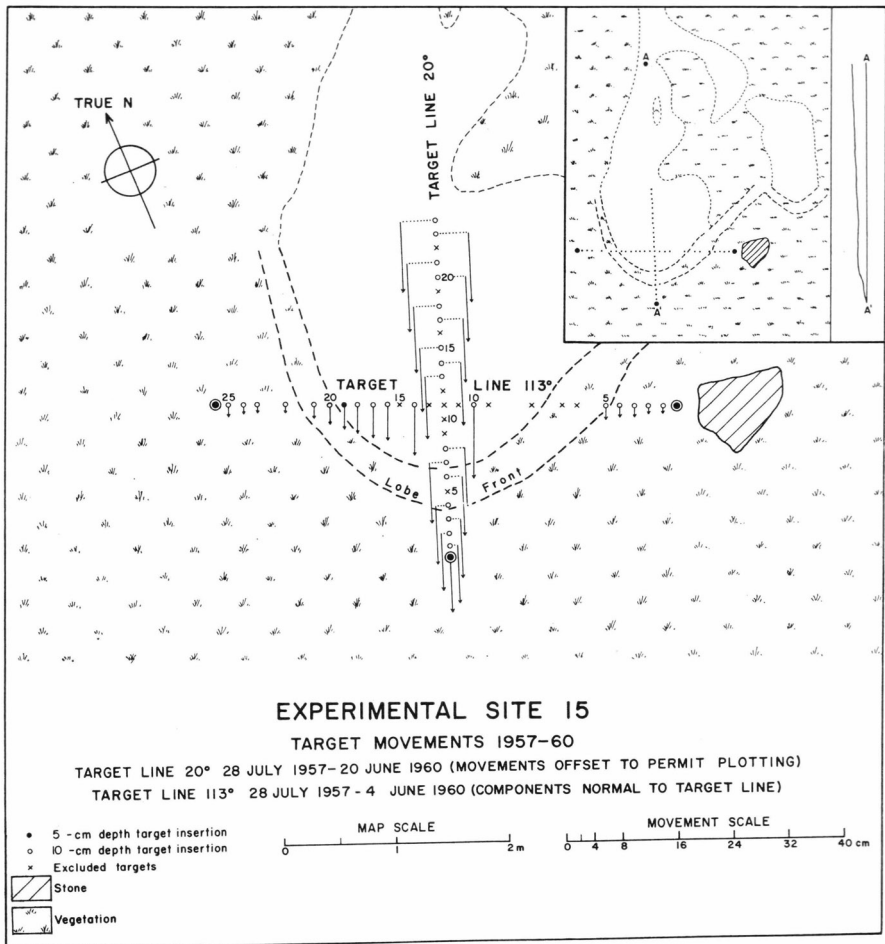 TRUE N
TARGET LINE 20°
A
A'
A
A'
20
15
25
20
TARGET
15
10
LINE 113°
5
10
5
Lobe Front
EXPERIMENTAL SITE 15
TARGET MOVEMENTS 1957-60
TARGET LINE 20° 28 JULY 1957-20 JUNE 1960 (MOVEMENTS OFFSET TO PERMIT PLOTTING)
TARGET LINE 113° 28 JULY 1957 - 4 JUNE 1960 (COMPONENTS NORMAL TO TARGET LINE)
5 -cm depth target insertion
10 -cm depth target insertion
x Excluded targets
Stone
Vegetation
MAP SCALE
0 1 2 m
MOVEMENT SCALE
0 4 8 16 24 32 40 cm